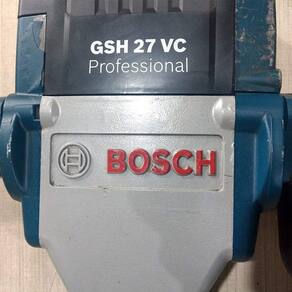 GSH 27 VC
Professional
BOSCH